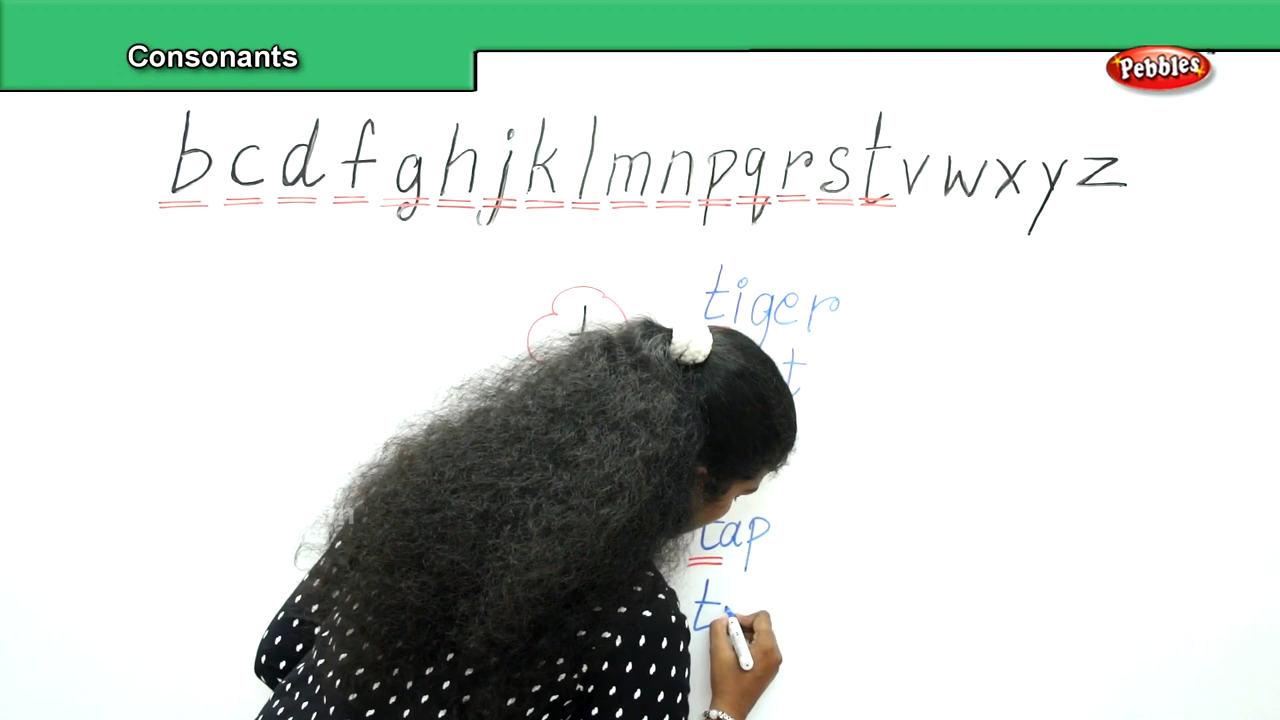 Consonants
Pebbles
b c d f g h j k l m n p q r s t v w x y z
tiger
t
tap
t